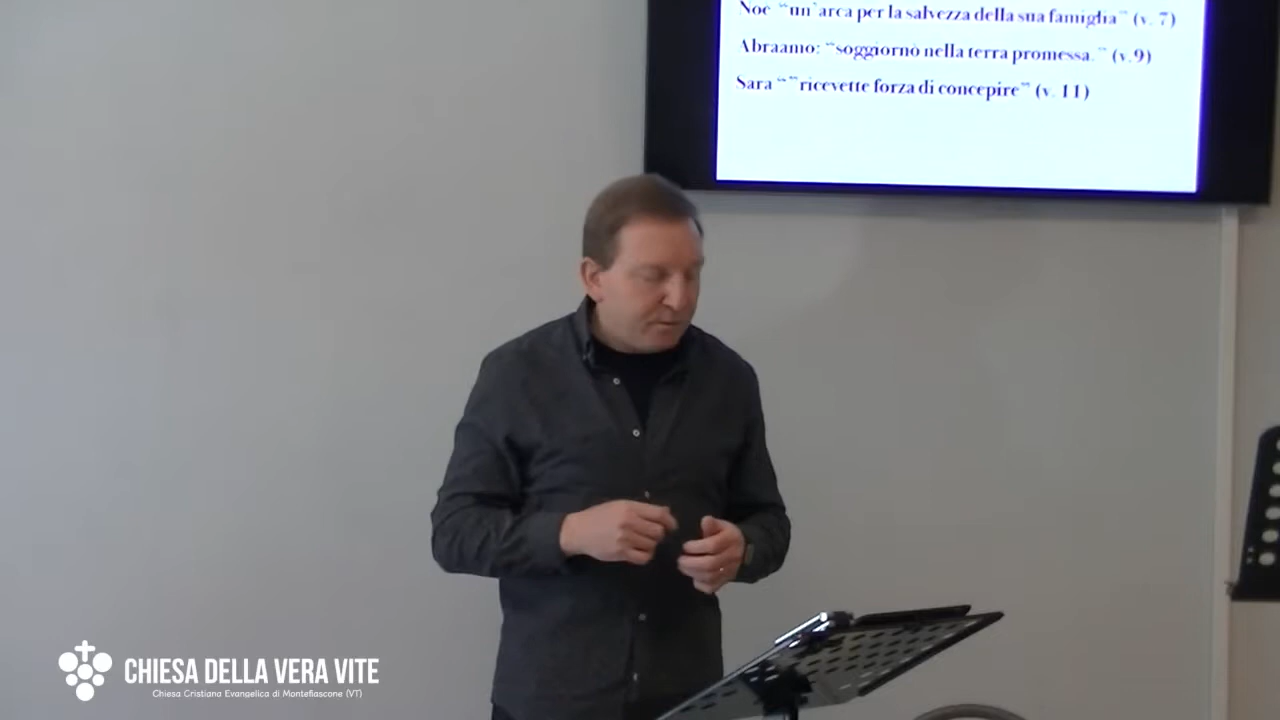 Noè “un'arca per la salvezza della sua famiglia” (v. 7)
Abraamo: “soggiornò nella terra promessa.” (v.9)
Sara “”ricevette forza di concepire” (v. 11)
CHIESA DELLA VERA VITE
Chiesa Cristiana Evangelica di Montefiascone (VT)